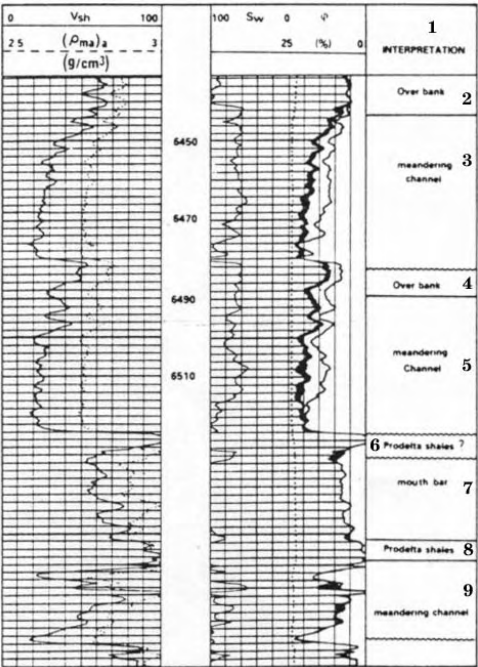 0 Vsh 100
2 5 (ρma)a 3
(g/cm³)
100 Sw 0 φ
25 (%) 0
1
INTERPRETATION
Over bank 2
6450
meandering 3
channel
6470
Over bank 4
6490
meandering
Channel 5
6510
6 Prodelta shales ?
mouth bar 7
Prodelta shales 8
9
meandering channel